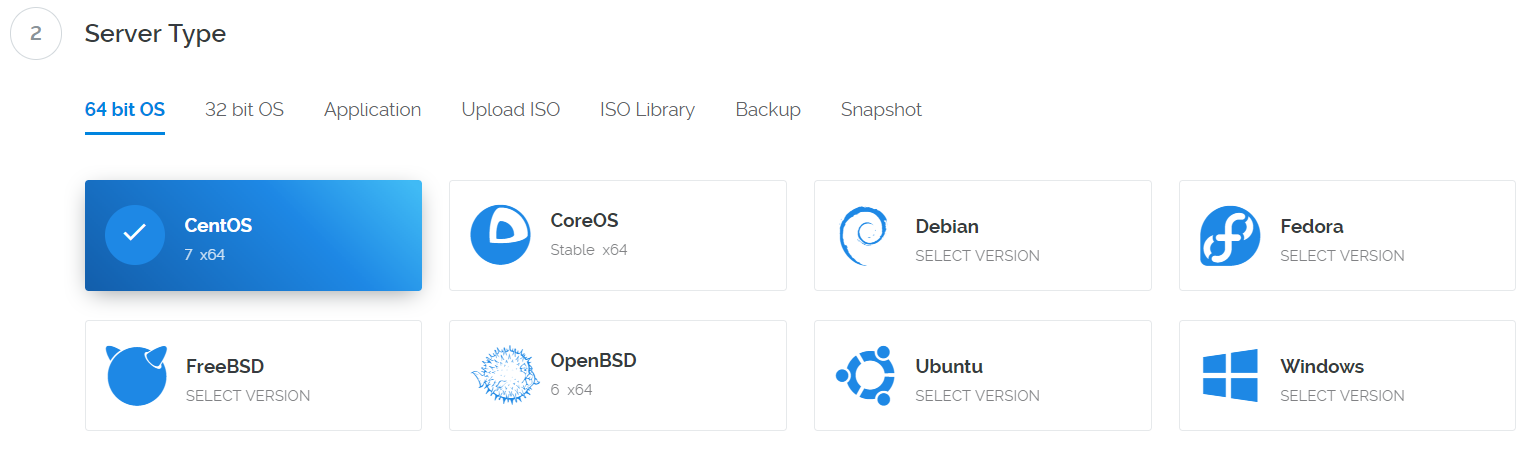 2 Server Type
64 bit OS 32 bit OS Application Upload ISO ISO Library Backup Snapshot
CentOS
7 x64
CoreOS
Stable x64
Debian
SELECT VERSION
Fedora
SELECT VERSION
FreeBSD
SELECT VERSION
OpenBSD
6 x64
Ubuntu
SELECT VERSION
Windows
SELECT VERSION